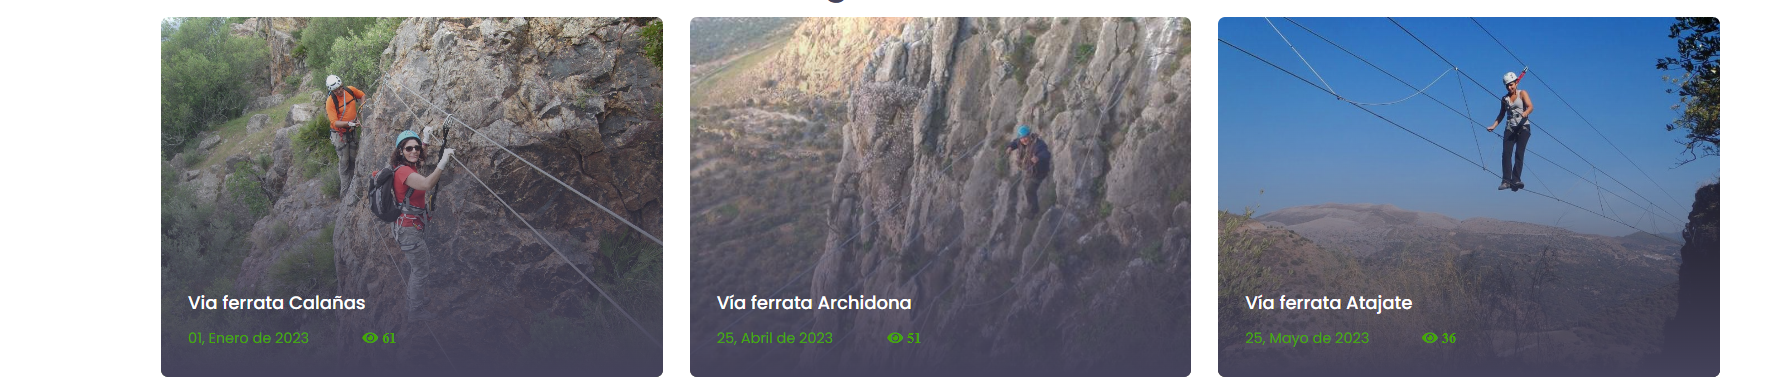 Via ferrata Calañas
01, Enero de 2023 61
Vía ferrata Archidona
25, Abril de 2023 51
Vía ferrata Atajate
25, Mayo de 2023 36